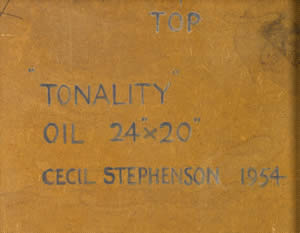 TOP
"TONALITY"
OIL 24"×20"
CECIL STEPHENSON 1954